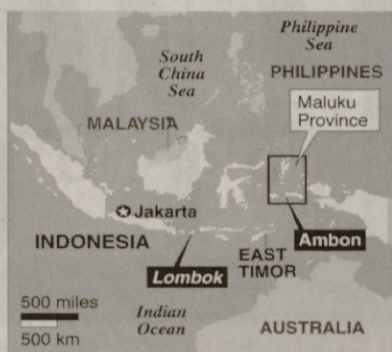 Philippine
Sea
South
China
Sea
PHILIPPINES
Maluku
Province
MALAYSIA
Jakarta
INDONESIA
Ambon
EAST
TIMOR
Lombok
500 miles
500 km
Indian
Ocean
AUSTRALIA